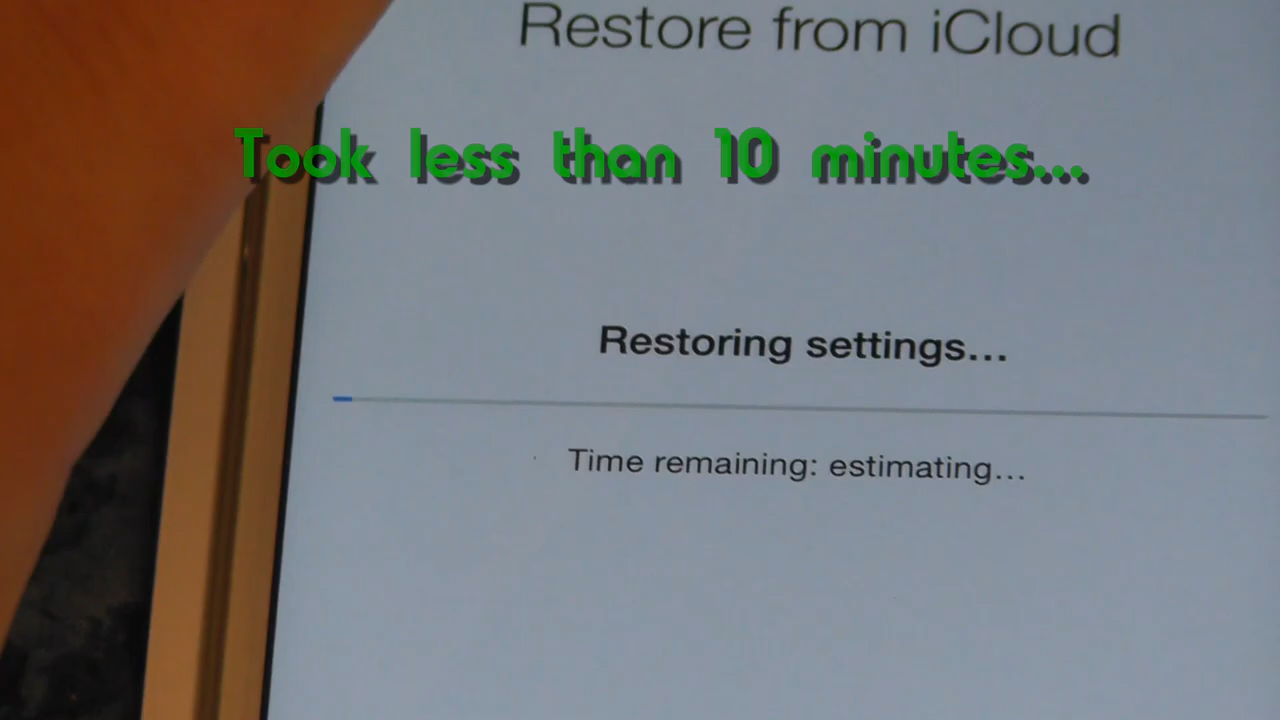 Restore from iCloud
Took less than 10 minutes...
Restoring settings...
Time remaining: estimating...